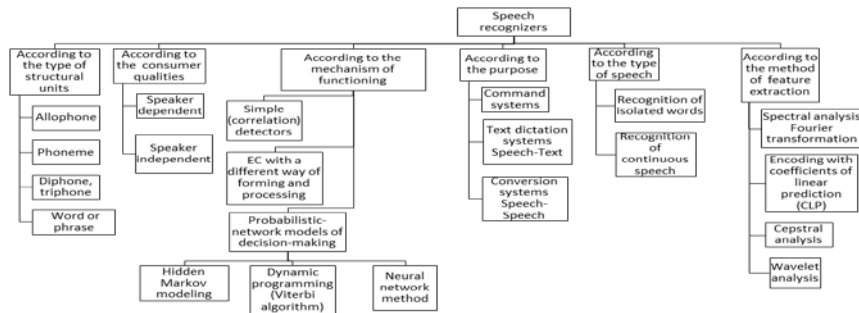 Speech
recognizers
According to
the type of
structural
units
Allophone
Phoneme
Diphone,
triphone
Word or
phrase
According to
the consumer
qualities
Speaker
dependent
Speaker
independent
According to the
mechanism of
functioning
Simple
(correlation)
detectors
EC with a
different way of
forming and
processing
Probabilistic-
network models of
decision-making
Hidden
Markov
modeling
Dynamic
programming
(Viterbi
algorithm)
Neural
network
method
According to
the purpose
Command
systems
Text dictation
systems
Speech-Text
Conversion
systems
Speech-
Speech
According to
the type of
speech
Recognition of
isolated words
Recognition
of
continuous
speech
According to
the method of
feature
extraction
Spectral analysis
Fourier
transformation
Encoding with
coefficients of
linear
prediction
(CLP)
Cepstral
analysis
Wavelet
analysis